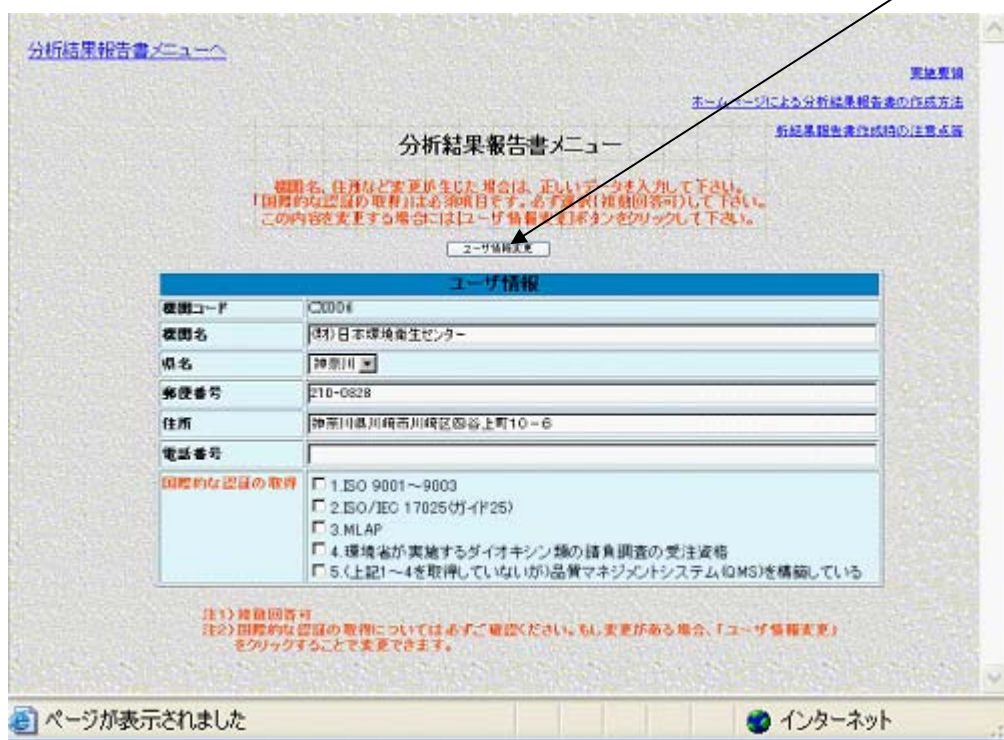 分析結果報告書メニューへ
実施要領
ホームページによる分析結果報告書の作成方法
析結果報告書作成時の注意点等
分析結果報告書メニュー
機関名、住所など変更が生じた場合は、正しいデータを入力して下さい。
「国際的な認証の取得」は必須項目です。必ず選択(複数回答可)して下さい。
この内容を変更する場合には[ユーザ情報変更]ボタンをクリックして下さい。
ユーザ情報変更
ユーザ情報
機関コード
機関名 (財)日本環境衛生センター
県名 神奈川
郵便番号 210-0828
住所 神奈川県川崎市川崎区四谷上町10-6
電話番号
国際的な認証の取得 1.ISO 9001～9003
2.ISO/IEC 17025(ガイド25)
3.MLAP
4.環境省が実施するダイオキシン類の請負調査の受注資格
5.(上記1～4を取得していないが)品質マネジメントシステム(QMS)を構築している
注1) 複数回答可
注2) 国際的な認証の取得については必ずご確認ください。もし変更がある場合、「ユーザ情報変更」
をクリックすることで変更できます。
ページが表示されました インターネット